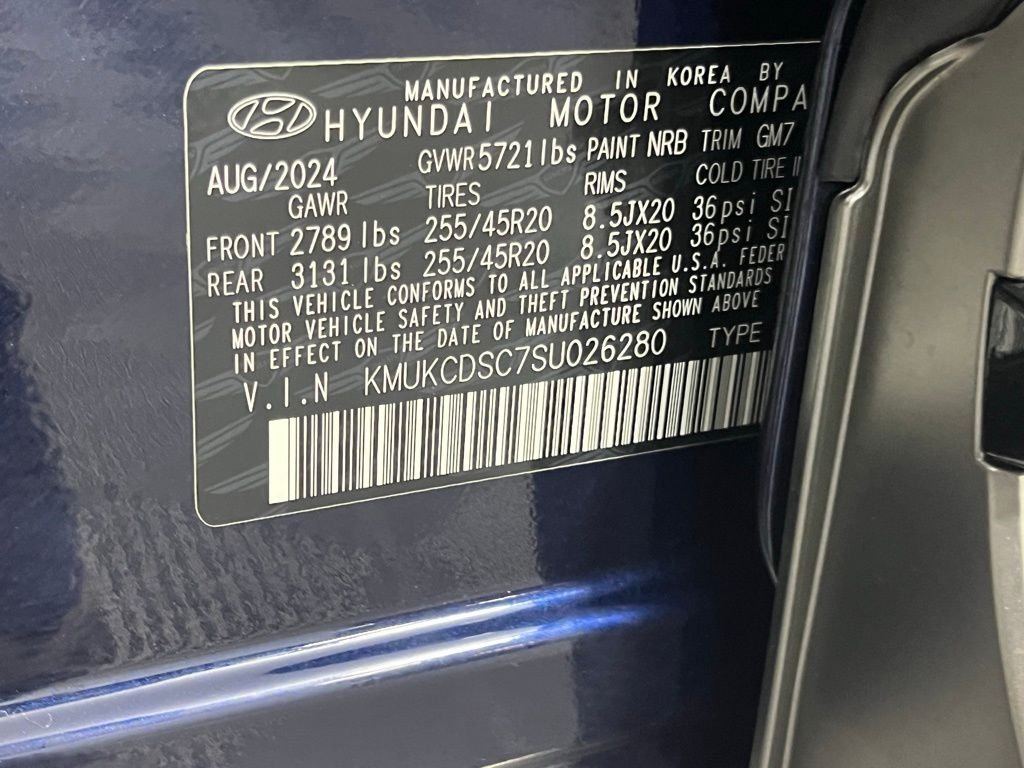 MANUFACTURED IN KOREA BY
HYUNDAI MOTOR COMPA
AUG/2024 GVWR 5721 lbs PAINT NRB TRIM GM7
GAWR TIRES RIMS COLD TIRE
FRONT 2789 lbs 255/45R20 8.5JX20 36psi SI
REAR 3131 lbs 255/45R20 8.5JX20 36psi SI
THIS VEHICLE CONFORMS TO ALL APPLICABLE U.S.A. FEDER
MOTOR VEHICLE SAFETY AND THEFT PREVENTION STANDARDS
IN EFFECT ON THE DATE OF MANUFACTURE SHOWN ABOVE
V.I.N KMUKCDSC7SU026280 TYPE